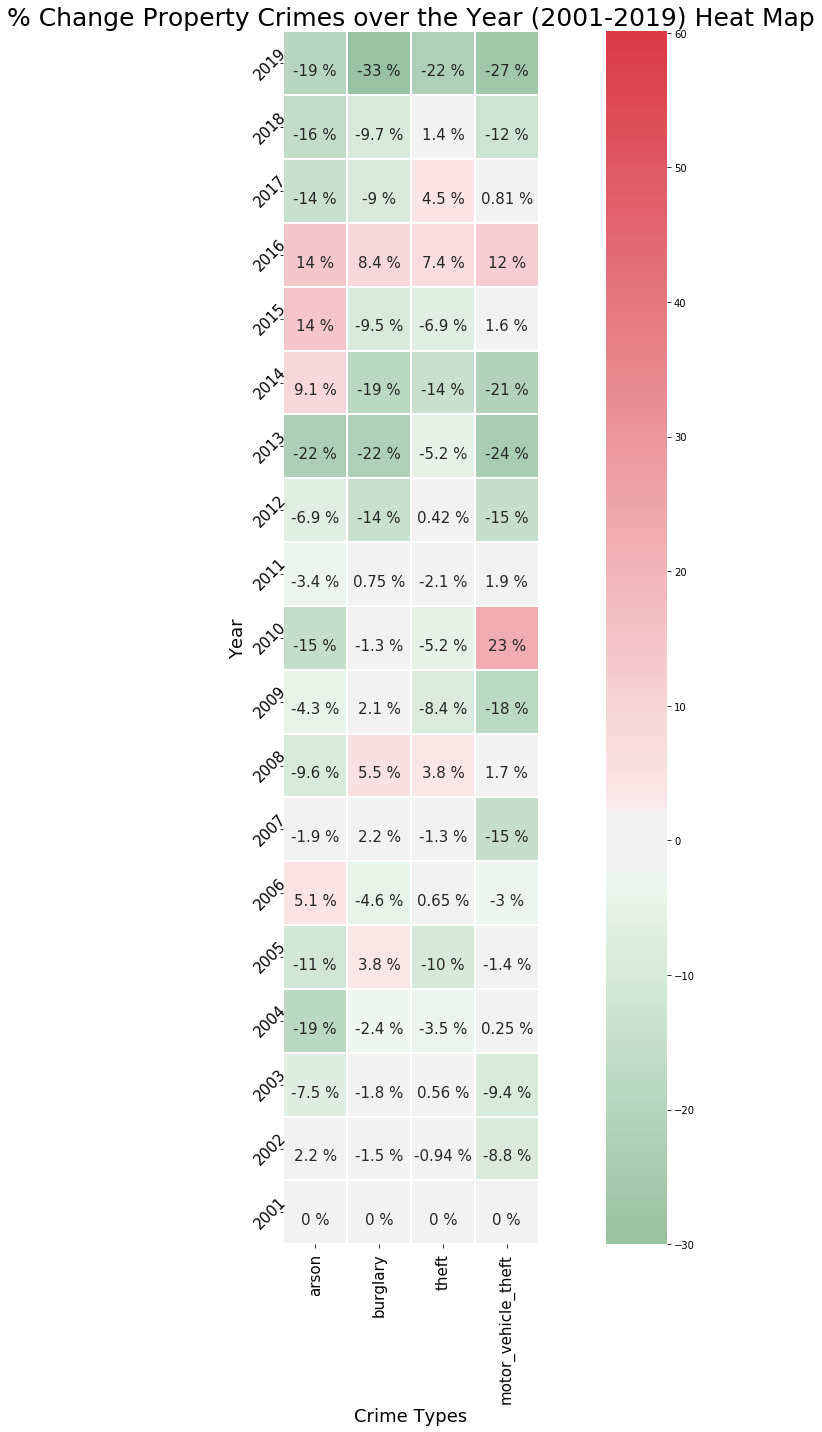 % Change Property Crimes over the Year (2001-2019) Heat Map
2019 -19 % -33 % -22 % -27 %
2018 -16 % -9.7 % 1.4 % -12 %
2017 -14 % -9 % 4.5 % 0.81 %
2016 14 % 8.4 % 7.4 % 12 %
2015 14 % -9.5 % -6.9 % 1.6 %
2014 9.1 % -19 % -14 % -21 %
2013 -22 % -22 % -5.2 % -24 %
2012 -6.9 % -14 % 0.42 % -15 %
2011 -3.4 % 0.75 % -2.1 % 1.9 %
2010 -15 % -1.3 % -5.2 % 23 %
2009 -4.3 % 2.1 % -8.4 % -18 %
2008 -9.6 % 5.5 % 3.8 % 1.7 %
2007 -1.9 % 2.2 % -1.3 % -15 %
2006 5.1 % -4.6 % 0.65 % -3 %
2005 -11 % 3.8 % -10 % -1.4 %
2004 -19 % -2.4 % -3.5 % 0.25 %
2003 -7.5 % -1.8 % 0.56 % -9.4 %
2002 2.2 % -1.5 % -0.94 % -8.8 %
2001 0 % 0 % 0 % 0 %
Year
arson
burglary
theft
motor_vehicle_theft
Crime Types
60
50
40
30
20
10
0
−10
−20
−30